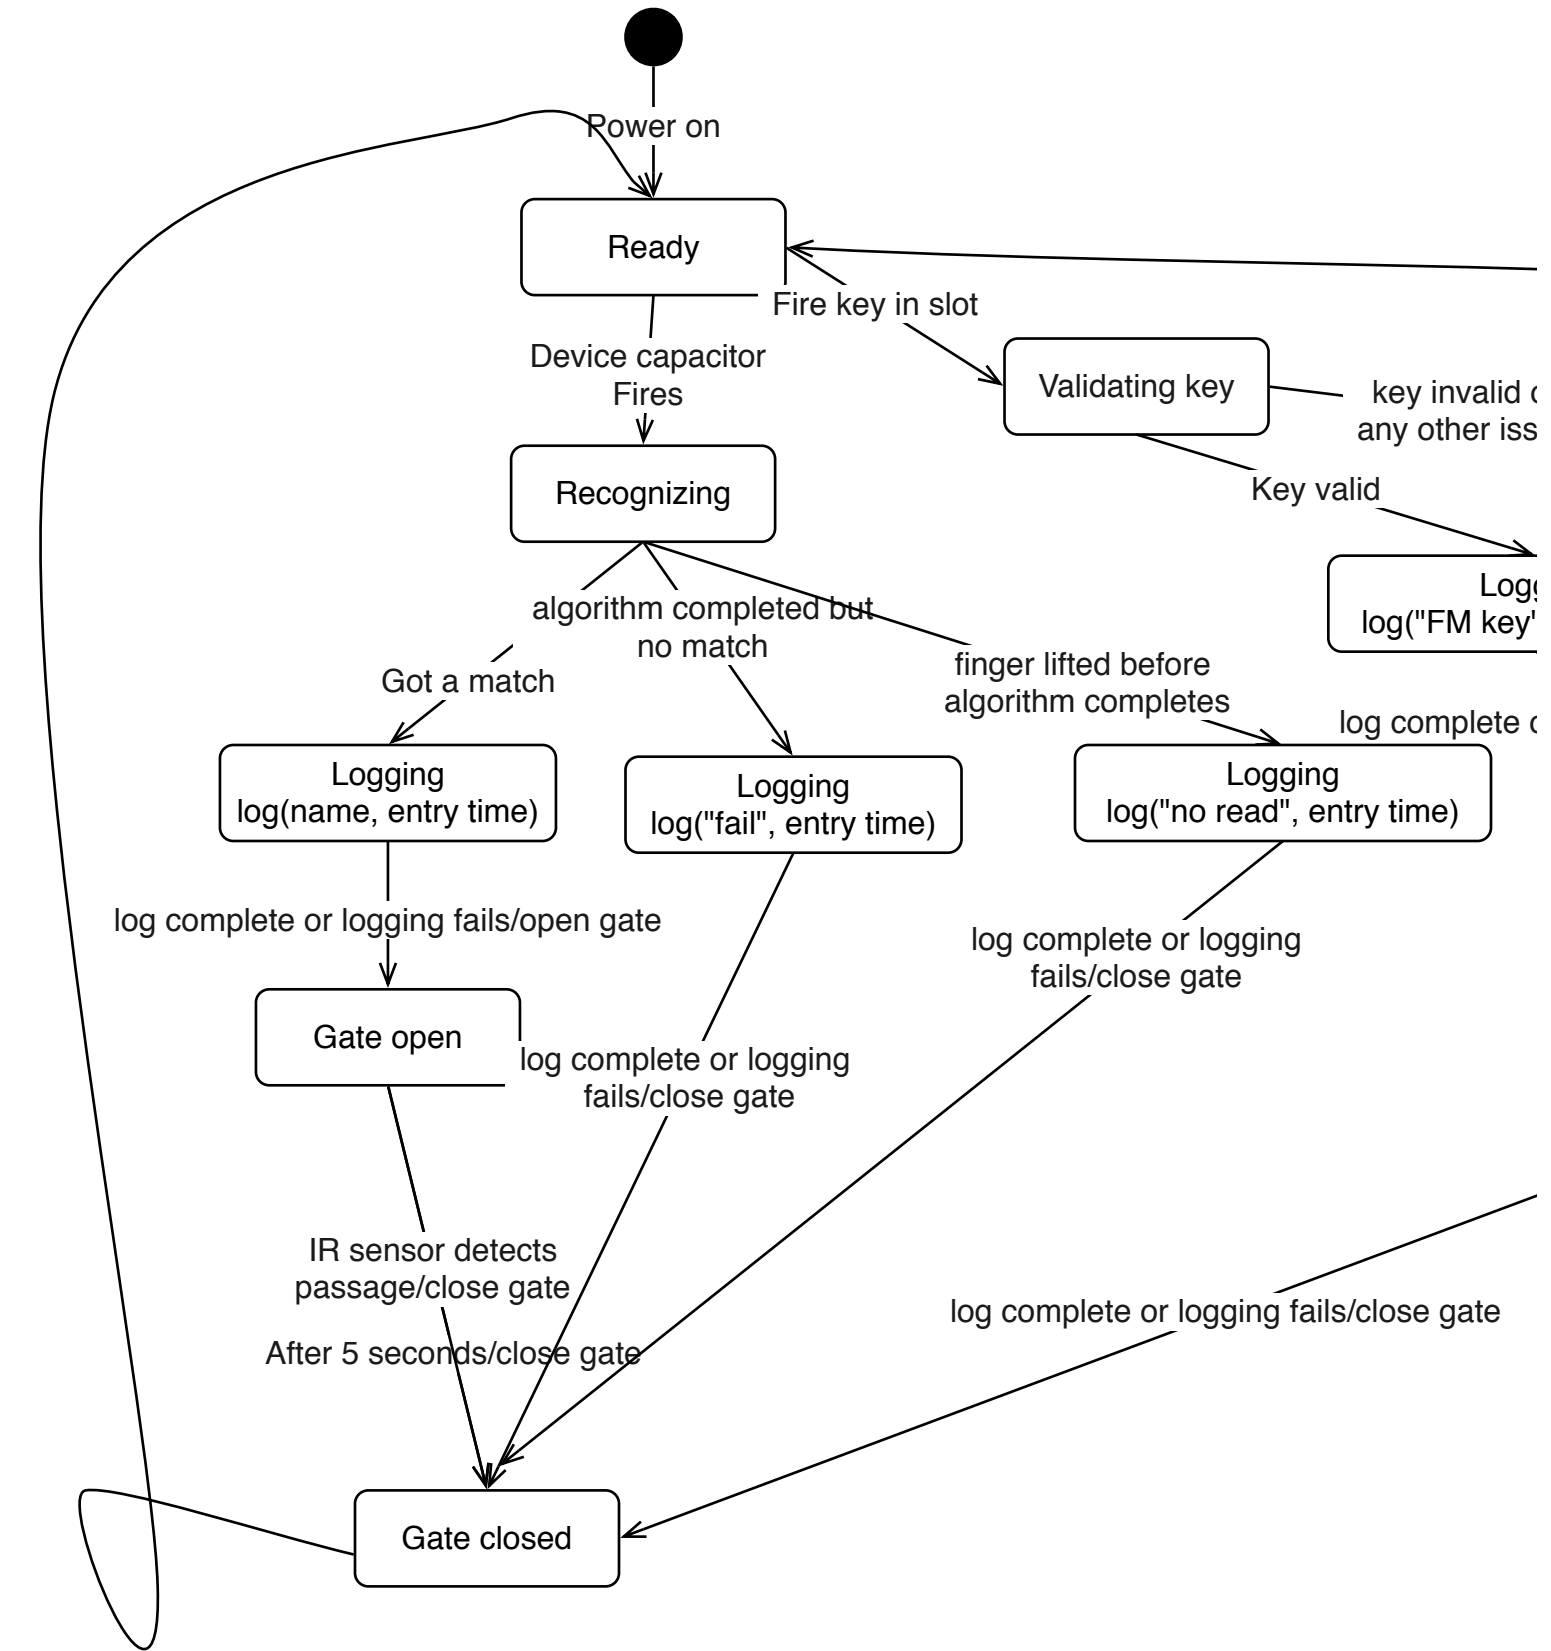 Power on
Ready
Fire key in slot
Device capacitor
Fires
Validating key
key invalid
any other
Recognizing
Key valid
algorithm completed but
no match
log("FM key"
finger lifted before
algorithm completes
Got a match
log complete
Logging
log(name, entry time)
Logging
log("fail", entry time)
Logging
log("no read", entry time)
log complete or logging fails/open gate
log complete or logging
fails/close gate
Gate open
log complete or logging
fails/close gate
IR sensor detects
passage/close gate
log complete or logging fails/close gate
After 5 seconds/close gate
Gate closed